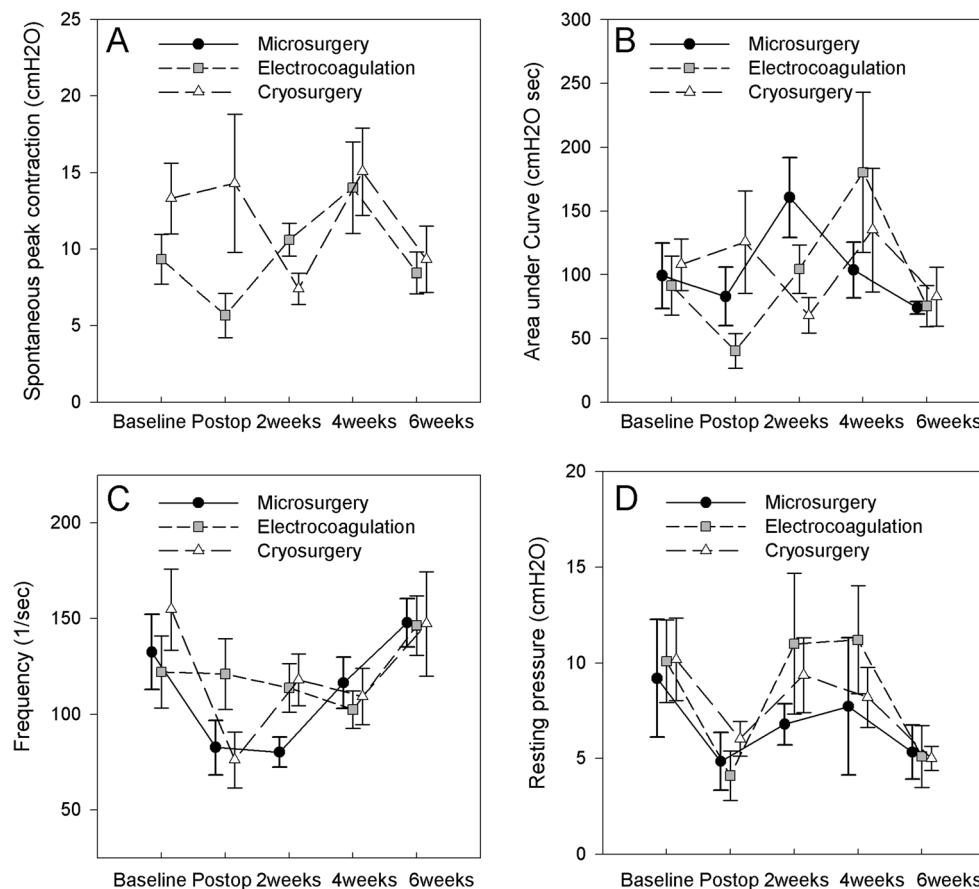 A
Microsurgery
Electrocoagulation
Cryosurgery
Spontaneous peak contraction (cmH2O)
25
20
15
10
5
0
Baseline Postop 2weeks 4weeks 6weeks
B
Microsurgery
Electrocoagulation
Cryosurgery
Area under Curve (cmH2O sec)
300
250
200
150
100
50
0
Baseline Postop 2weeks 4weeks 6weeks
C
Microsurgery
Electrocoagulation
Cryosurgery
Frequency (1/sec)
200
150
100
50
Baseline Postop 2weeks 4weeks 6weeks
D
Microsurgery
Electrocoagulation
Cryosurgery
Resting pressure (cmH2O)
20
15
10
5
0
Baseline Postop 2weeks 4weeks 6weeks